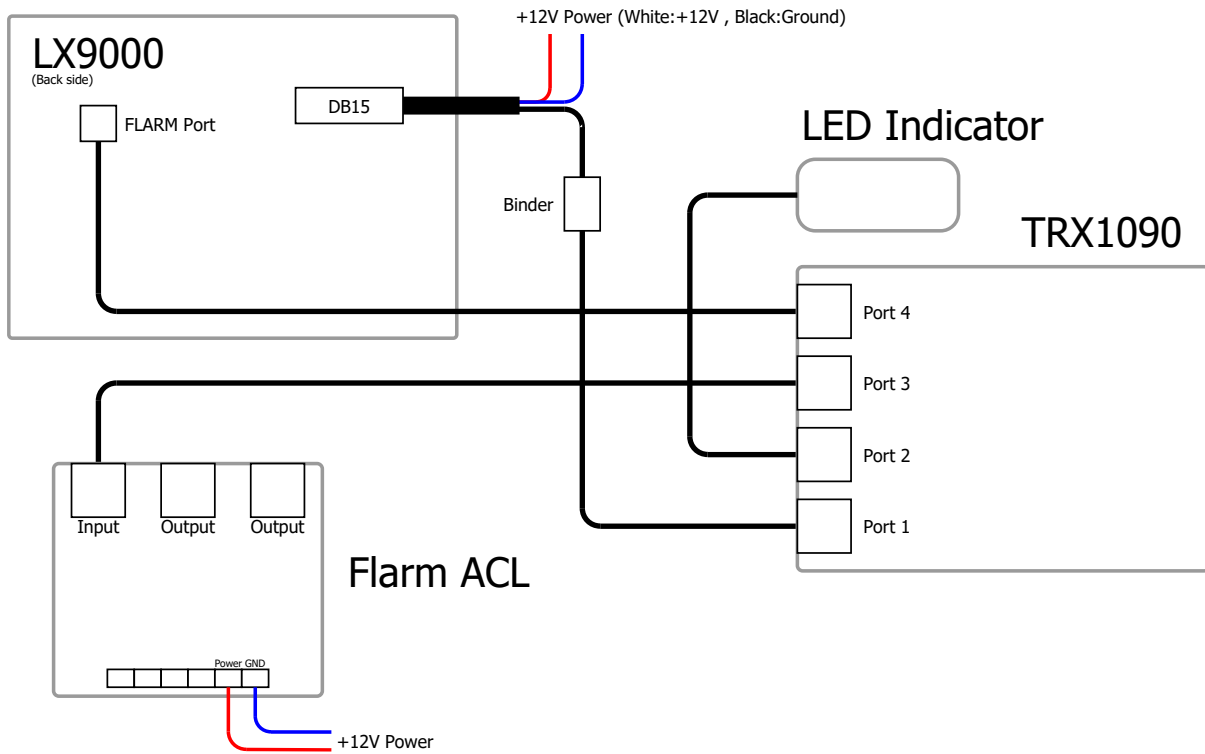 +12V Power (White:+12V , Black:Ground)
LX9000
(Back side)
DB15
FLARM Port
LED Indicator
Binder
TRX1090
Port 4
Port 3
Port 2
Port 1
Input
Output
Output
Flarm ACL
Power GND
+12V Power